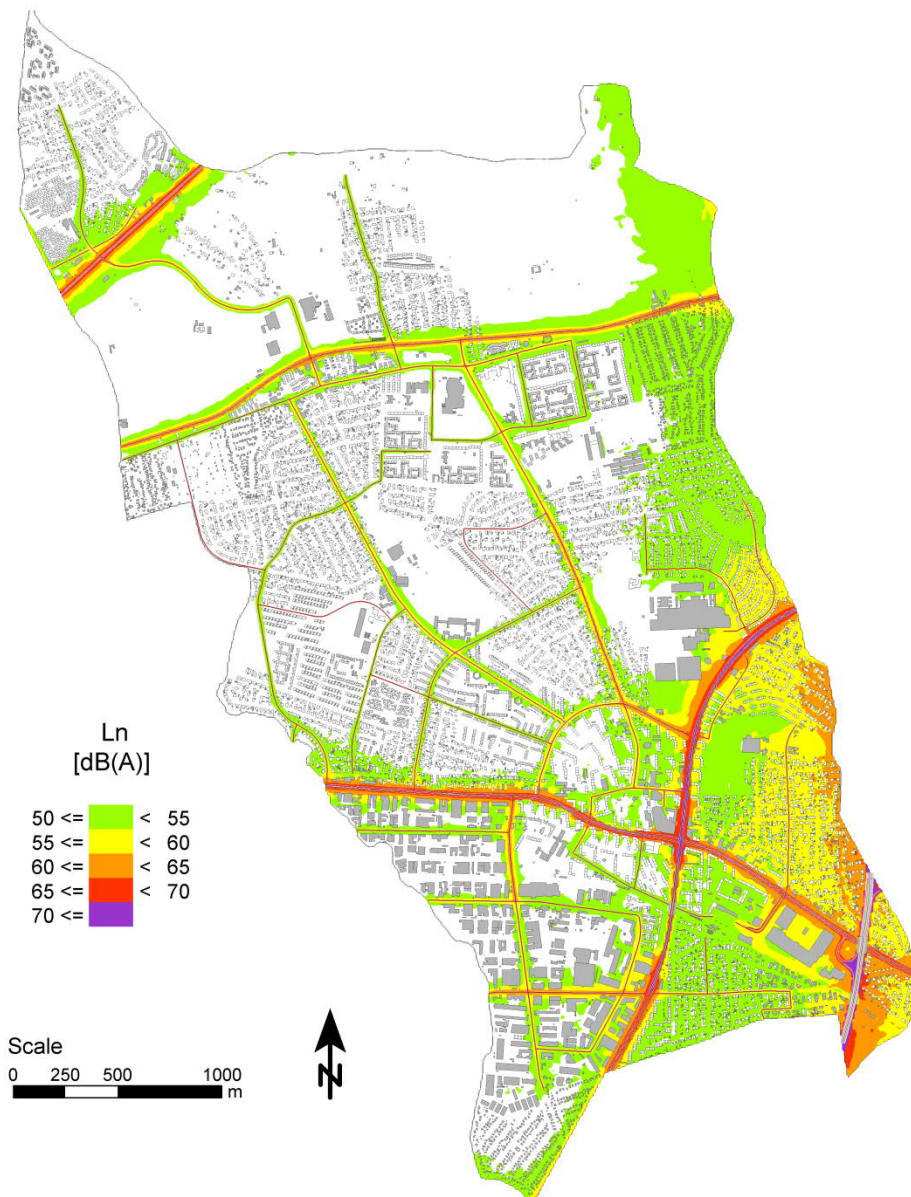 Ln
[dB(A)]
50 <= < 55
55 <= < 60
60 <= < 65
65 <= < 70
70 <=
Scale
0 250 500 1000
m
N